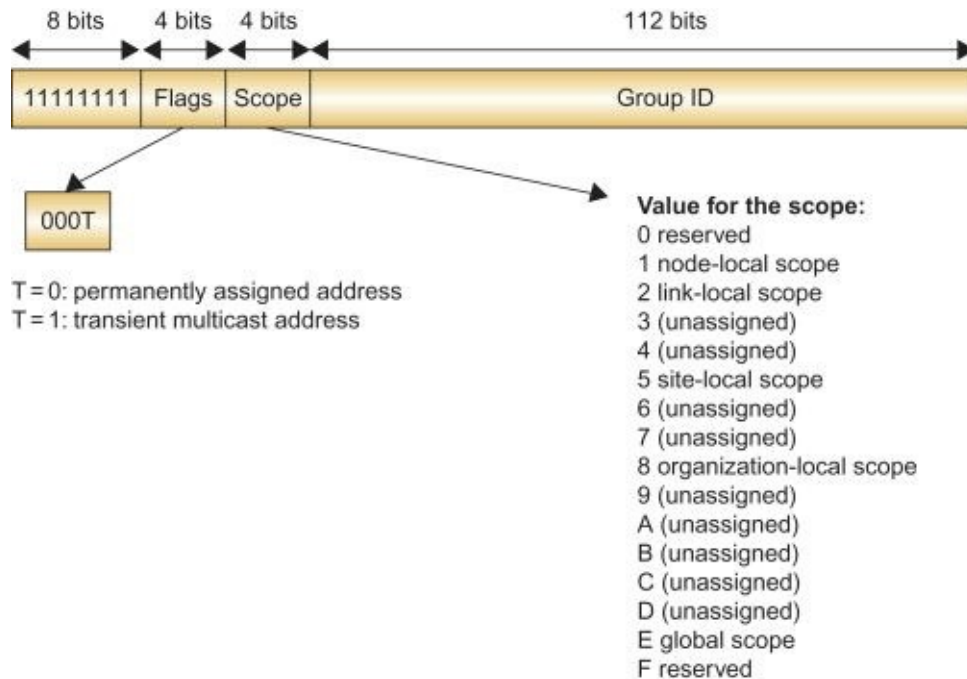 8 bits 4 bits 4 bits 112 bits
11111111 Flags Scope Group ID
000T
T = 0: permanently assigned address
T = 1: transient multicast address
Value for the scope:
0 reserved
1 node-local scope
2 link-local scope
3 (unassigned)
4 (unassigned)
5 site-local scope
6 (unassigned)
7 (unassigned)
8 organization-local scope
9 (unassigned)
A (unassigned)
B (unassigned)
C (unassigned)
D (unassigned)
E global scope
F reserved